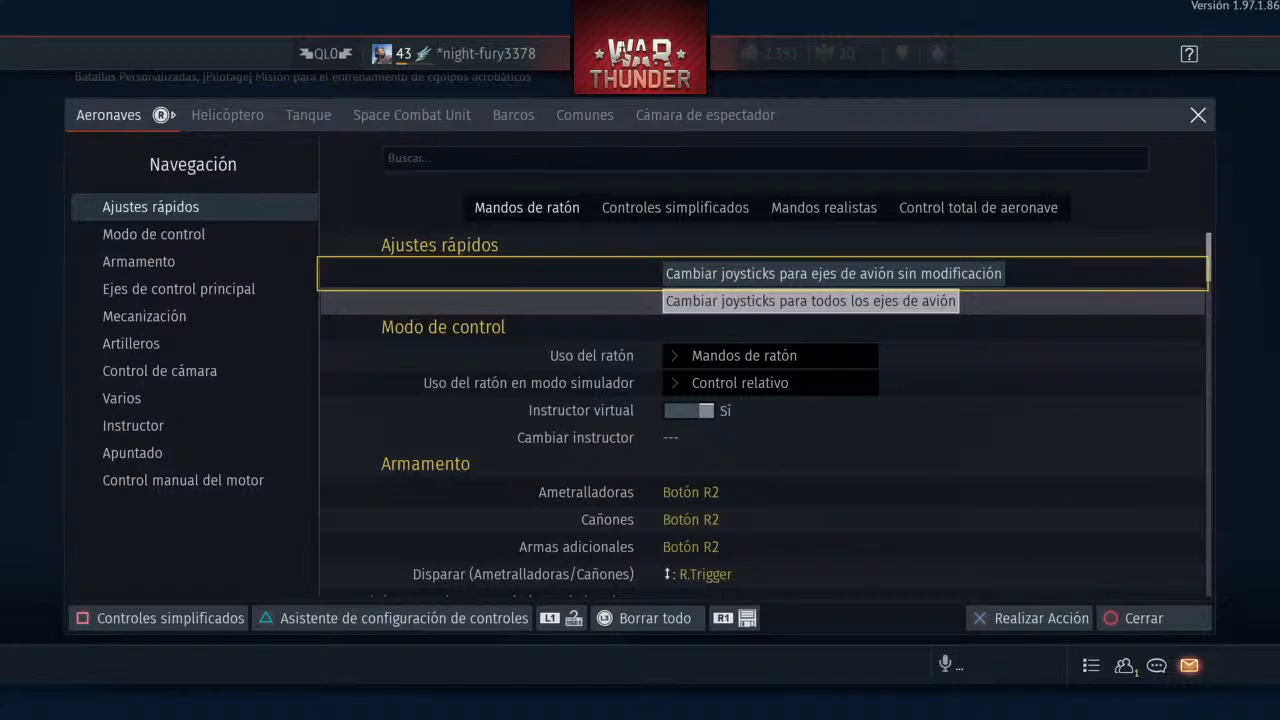 Versión 1.97.1.86
QLO 43 *night-fury3378
WAR THUNDER
2,391 20
?
Batallas Personalizadas, [Pilotage] Misión para el entrenamiento de equipos acrobáticos
Aeronaves R Helicóptero Tanque Space Combat Unit Barcos Comunes Cámara de espectador
Navegación
Ajustes rápidos
Modo de control
Armamento
Ejes de control principal
Mecanización
Artilleros
Control de cámara
Varios
Instructor
Apuntado
Control manual del motor
Buscar...
Mandos de ratón Controles simplificados Mandos realistas Control total de aeronave
Ajustes rápidos
Cambiar joysticks para ejes de avión sin modificación
Cambiar joysticks para todos los ejes de avión
Modo de control
Uso del ratón Mandos de ratón
Uso del ratón en modo simulador Control relativo
Instructor virtual Sí
Cambiar instructor ---
Armamento
Ametralladoras Botón R2
Cañones Botón R2
Armas adicionales Botón R2
Disparar (Ametralladoras/Cañones) : R.Trigger
Controles simplificados Asistente de configuración de controles L1 Borrar todo R1 Realizar Acción Cerrar
... 1